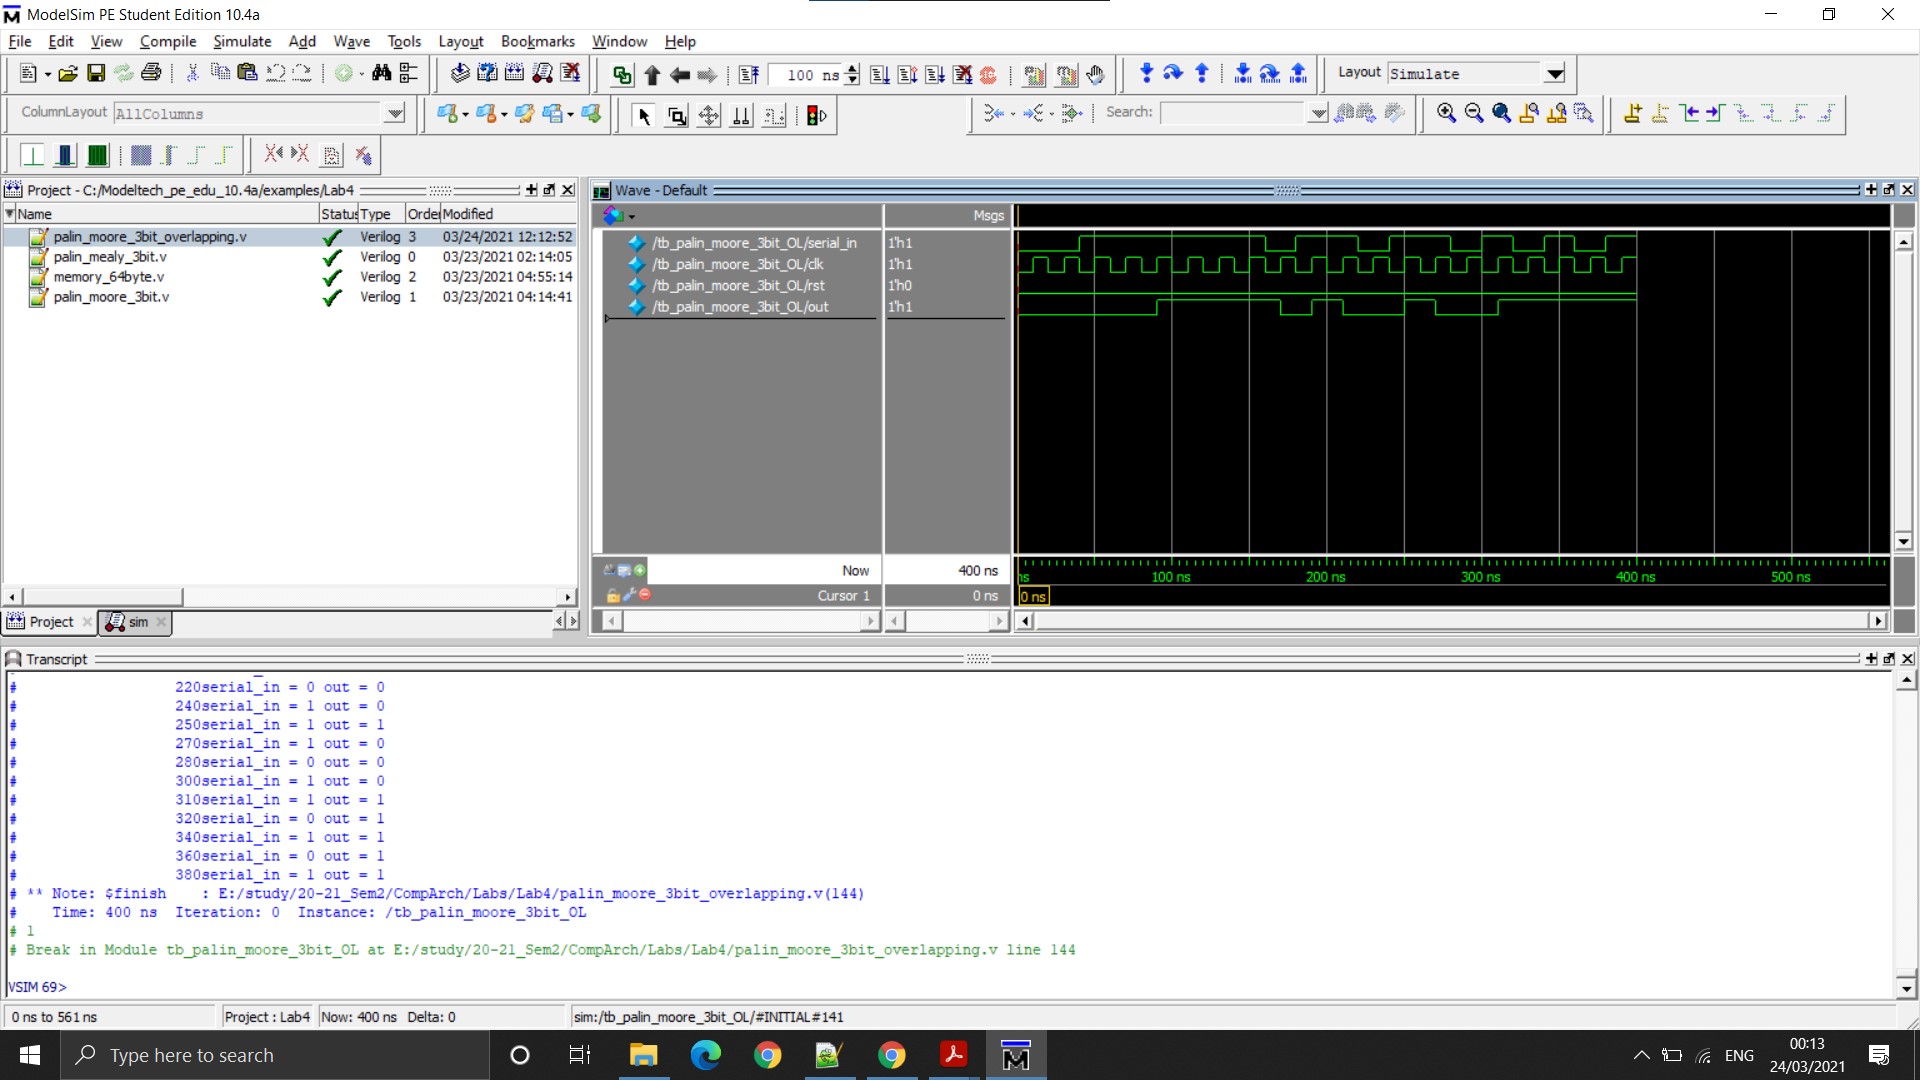 ModelSim PE Student Edition 10.4a
File Edit View Compile Simulate Add Wave Tools Layout Bookmarks Window Help
100 ns
Layout Simulate
ColumnLayout AllColumns
Search:
Project - C:/Modeltech_pe_edu_10.4a/examples/Lab4
Name Status Type Order Modified
palin_moore_3bit_overlapping.v Verilog 3 03/24/2021 12:12:52
palin_mealy_3bit.v Verilog 0 03/23/2021 02:14:05
memory_64byte.v Verilog 2 03/23/2021 04:55:14
palin_moore_3bit.v Verilog 1 03/23/2021 04:14:41
Project sim
Wave - Default
Msgs
/tb_palin_moore_3bit_OL/serial_in 1'h1
/tb_palin_moore_3bit_OL/clk 1'h1
/tb_palin_moore_3bit_OL/rst 1'h0
/tb_palin_moore_3bit_OL/out 1'h1
Now 400 ns
ns 100 ns 200 ns 300 ns 400 ns 500 ns
Cursor 1 0 ns
0 ns
Transcript
# 220serial_in = 0 out = 0
# 240serial_in = 1 out = 0
# 250serial_in = 1 out = 1
# 270serial_in = 1 out = 0
# 280serial_in = 0 out = 0
# 300serial_in = 1 out = 0
# 310serial_in = 1 out = 1
# 320serial_in = 0 out = 1
# 340serial_in = 1 out = 1
# 360serial_in = 0 out = 1
# 380serial_in = 1 out = 1
# ** Note: $finish : E:/study/20-21_Sem2/CompArch/Labs/Lab4/palin_moore_3bit_overlapping.v(144)
# Time: 400 ns Iteration: 0 Instance: /tb_palin_moore_3bit_OL
# 1
# Break in Module tb_palin_moore_3bit_OL at E:/study/20-21_Sem2/CompArch/Labs/Lab4/palin_moore_3bit_overlapping.v line 144
VSIM 69>
0 ns to 561 ns Project : Lab4 Now: 400 ns Delta: 0 sim:/tb_palin_moore_3bit_OL/#INITIAL#141
Type here to search
ENG
00:13
24/03/2021